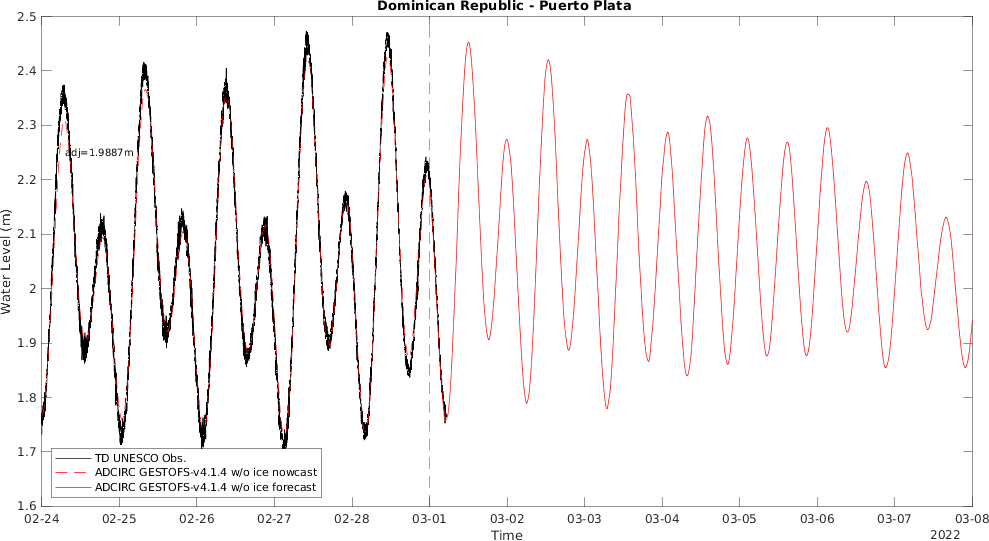 Dominican Republic - Puerto Plata
2.5
2.4
2.3
2.2
2.1
2
1.9
1.8
1.7
1.6
Water Level (m)
adj=1.9887m
TD UNESCO Obs.
ADCIRC GESTOFS-v4.1.4 w/o ice nowcast
ADCIRC GESTOFS-v4.1.4 w/o ice forecast
02-24 02-25 02-26 02-27 02-28 03-01 03-02 03-03 03-04 03-05 03-06 03-07 03-08
Time
2022